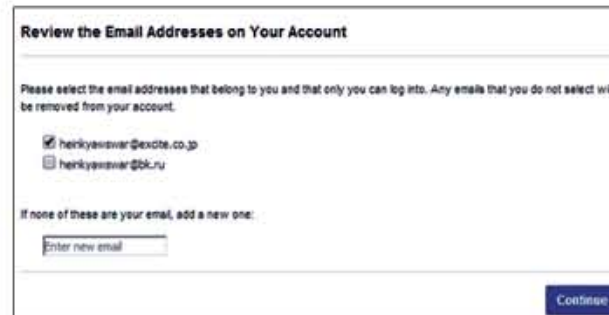 Review the Email Addresses on Your Account
Please select the email addresses that belong to you and that only you can log into. Any emails that you do not select wi
be removed from your account.
heinkyawswar@excite.co.jp
heinkyawswar@bk.ru
If none of these are your email, add a new one:
Enter new email
Continue